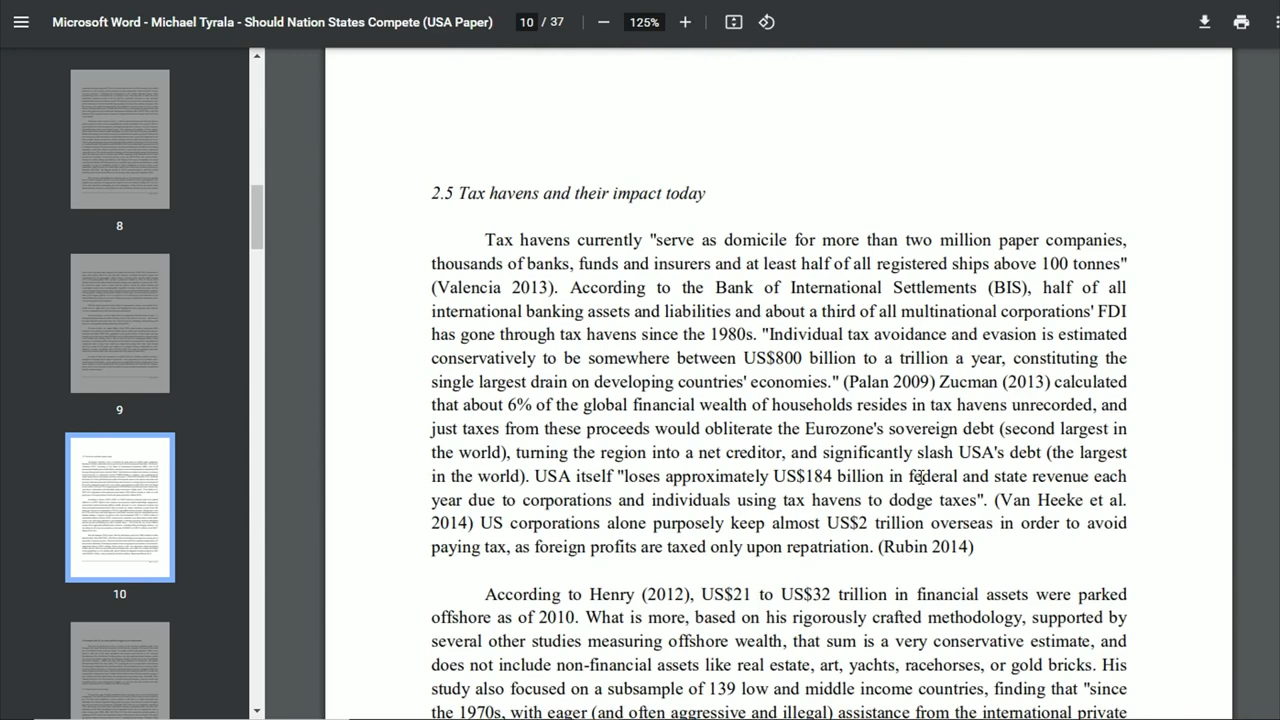 Microsoft Word - Michael Tyrala - Should Nation States Compete (USA Paper)
10 / 37
125%
8
9
10
2.5 Tax havens and their impact today
Tax havens currently "serve as domicile for more than two million paper companies,
thousands of banks, funds and insurers and at least half of all registered ships above 100 tonnes"
(Valencia 2013). According to the Bank of International Settlements (BIS), half of all
international banking assets and liabilities and about a third of all multinational corporations' FDI
has gone through tax havens since the 1980s. "Individual tax avoidance and evasion is estimated
conservatively to be somewhere between US$800 billion to a trillion a year, constituting the
single largest drain on developing countries' economies." (Palan 2009) Zucman (2013) calculated
that about 6% of the global financial wealth of households resides in tax havens unrecorded, and
just taxes from these proceeds would obliterate the Eurozone's sovereign debt (second largest in
the world), turning the region into a net creditor, and significantly slash USA's debt (the largest
in the world). USA itself "loses approximately US$184 billion in federal and state revenue each
year due to corporations and individuals using tax havens to dodge taxes". (Van Heeke et al.
2014) US corporations alone purposely keep almost US$2 trillion overseas in order to avoid
paying tax, as foreign profits are taxed only upon repatriation. (Rubin 2014)
According to Henry (2012), US$21 to US$32 trillion in financial assets were parked
offshore as of 2010. What is more, based on his rigorously crafted methodology, supported by
several other studies measuring offshore wealth, that sum is a very conservative estimate, and
does not include non-financial assets like real estate, art, yachts, racehorses, or gold bricks. His
study also focused on a subsample of 139 low and middle income countries, finding that "since
the 1970s, with eager (and often aggressive and illegal) assistance from the international private